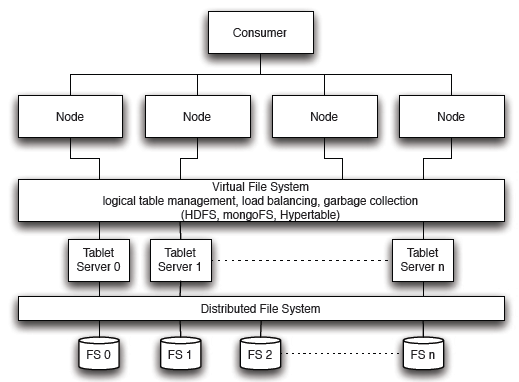 Consumer
Node
Node
Node
Node
Virtual File System
logical table management, load balancing, garbage collection
(HDFS, mongoFS, Hypertable)
Tablet
Server 0
Tablet
Server 1
Tablet
Server n
Distributed File System
FS 0
FS 1
FS 2
FS n